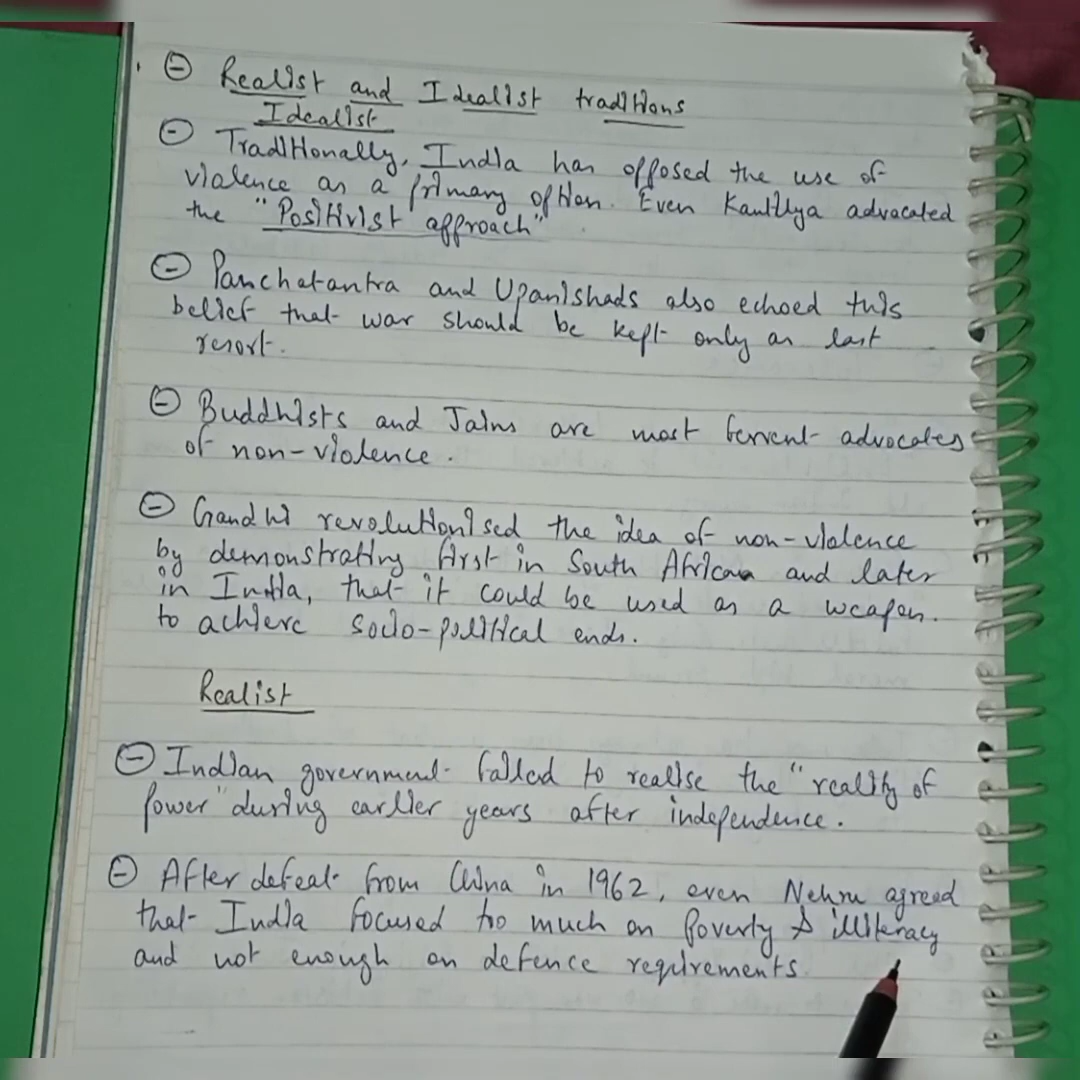 Realist and Idealist traditions
Idealist
Traditionally, India has opposed the use of
violence as a primary option. Even Kautilya advocated
the "Positivist approach".
Panchatantra and Upanishads also echoed this
belief that war should be kept only as last
resort.
Buddhists and Jains are most fervent advocates
of non-violence.
Gandhi revolutionised the idea of non-violence
by demonstrating first in South African and later
in India, that it could be used as a weapon.
to achieve socio-political ends.
Realist
Indian government failed to realise the "reality of
power" during earlier years after independence.
After defeat from China in 1962, even Nehru agreed
that India focused too much on Poverty & illiteracy
and not enough on defence requirements.